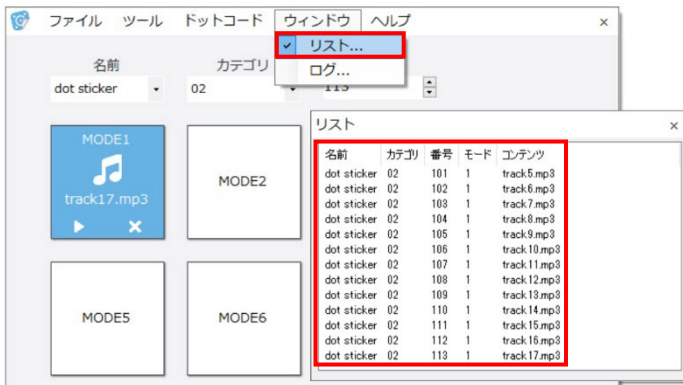 ファイル ツール ドットコード ウィンドウ ヘルプ ×
✓ リスト...
ログ...
名前 カテゴリ
dot sticker 02 113
MODE1
track17.mp3
MODE2
MODE5
MODE6
リスト ×
名前 カテゴリ 番号 モード コンテンツ
dot sticker 02 101 1 track5.mp3
dot sticker 02 102 1 track6.mp3
dot sticker 02 103 1 track7.mp3
dot sticker 02 104 1 track8.mp3
dot sticker 02 105 1 track9.mp3
dot sticker 02 106 1 track10.mp3
dot sticker 02 107 1 track11.mp3
dot sticker 02 108 1 track12.mp3
dot sticker 02 109 1 track13.mp3
dot sticker 02 110 1 track14.mp3
dot sticker 02 111 1 track15.mp3
dot sticker 02 112 1 track16.mp3
dot sticker 02 113 1 track17.mp3